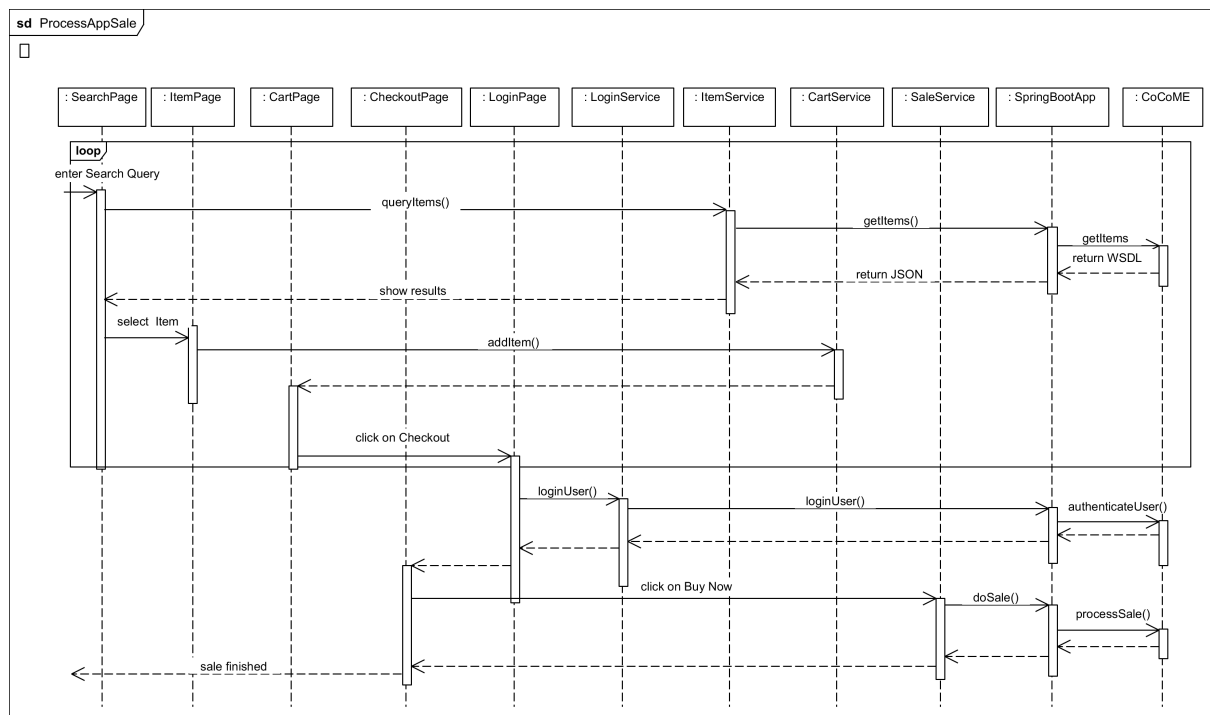 sd ProcessAppSale
: SearchPage
: ItemPage
: CartPage
: CheckoutPage
: LoginPage
: LoginService
: ItemService
: CartService
: SaleService
: SpringBootApp
: CoCoME
loop
enter Search Query
queryItems()
getItems()
getItems
return WSDL
return JSON
show results
select Item
addItem()
click on Checkout
loginUser()
loginUser()
authenticateUser()
click on Buy Now
doSale()
processSale()
sale finished